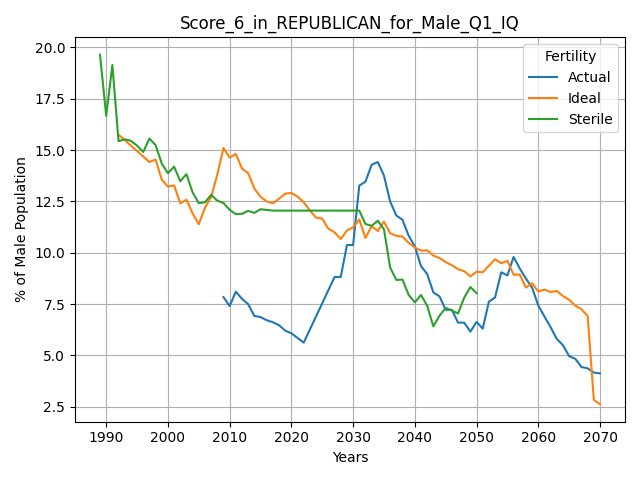 Score_6_in_REPUBLICAN_for_Male_Q1_IQ
Fertility
Actual
Ideal
Sterile
% of Male Population
20.0
17.5
15.0
12.5
10.0
7.5
5.0
2.5
1990 2000 2010 2020 2030 2040 2050 2060 2070
Years